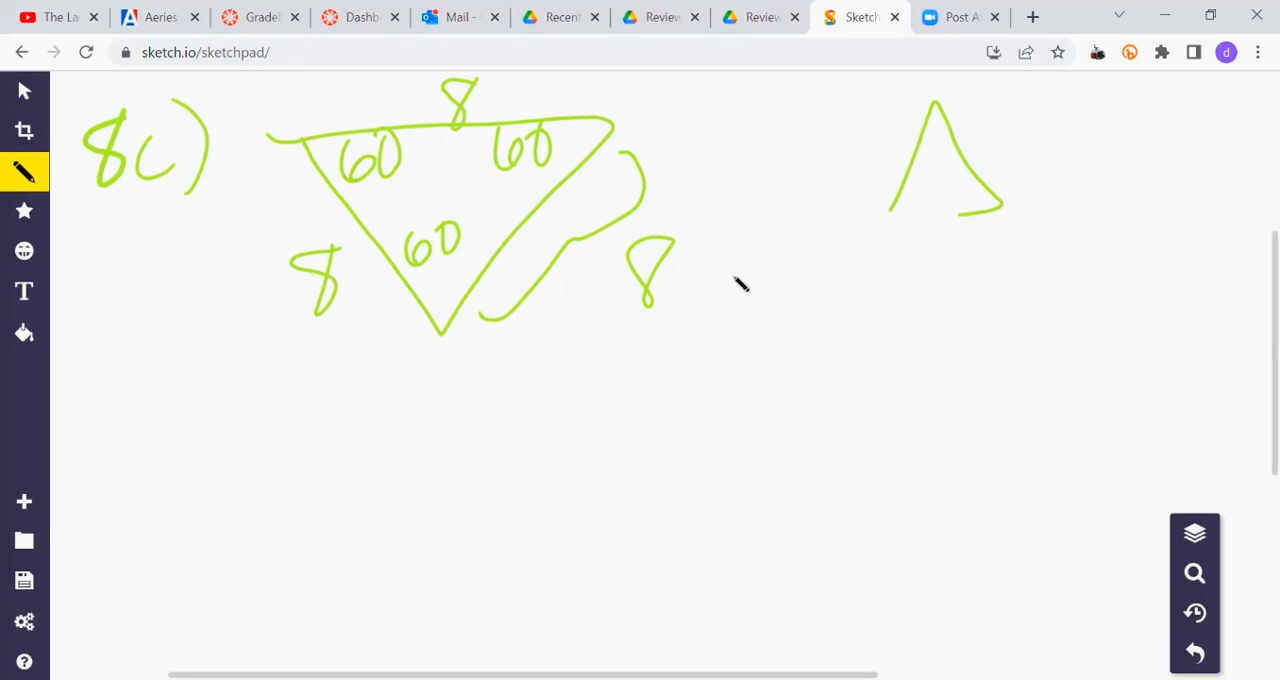 The La
Aeries
Gradel
Dashb
Mail -
Recent
Review
Review
Sketch
Post A
sketch.io/sketchpad/
d
8c)
8
60 60
60
8
8
T